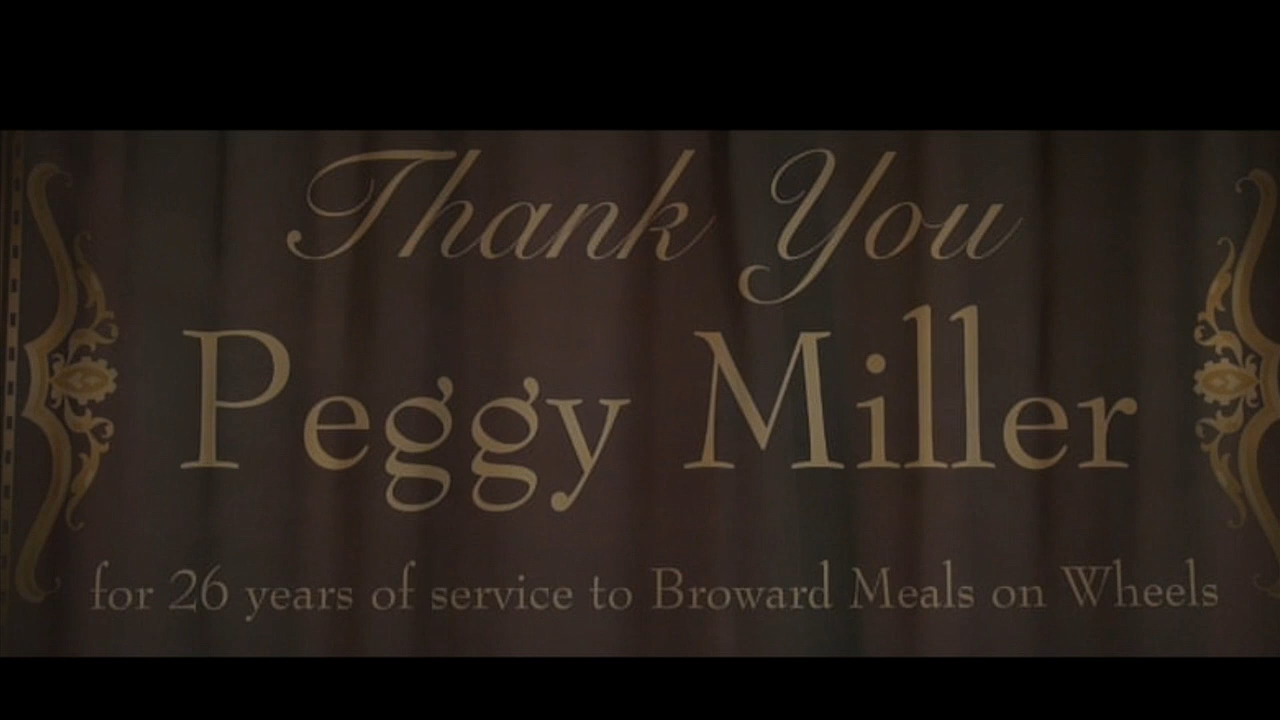 Thank You
Peggy Miller
for 26 years of service to Broward Meals on Wheels